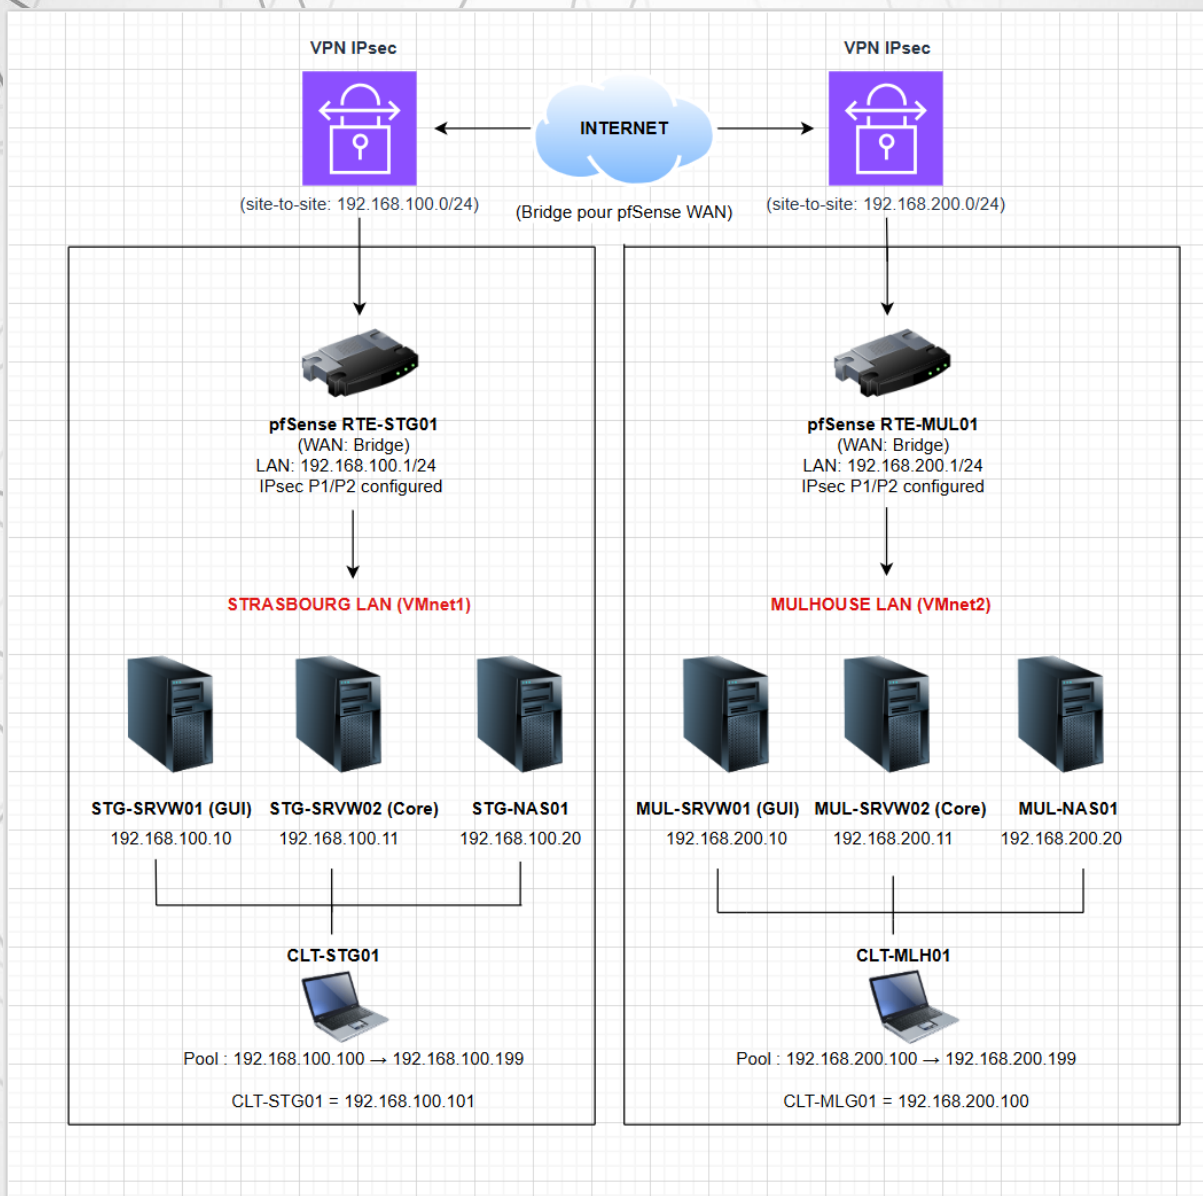 VPN IPsec
VPN IPsec
INTERNET
(site-to-site: 192.168.100.0/24)
(Bridge pour pfSense WAN)
(site-to-site: 192.168.200.0/24)
pfSense RTE-STG01
(WAN: Bridge)
LAN: 192.168.100.1/24
IPsec P1/P2 configured
STRASBOURG LAN (VMnet1)
STG-SRVW01 (GUI)
192.168.100.10
STG-SRVW02 (Core)
192.168.100.11
STG-NAS01
192.168.100.20
CLT-STG01
Pool : 192.168.100.100 → 192.168.100.199
CLT-STG01 = 192.168.100.101
pfSense RTE-MUL01
(WAN: Bridge)
LAN: 192.168.200.1/24
IPsec P1/P2 configured
MULHOUSE LAN (VMnet2)
MUL-SRVW01 (GUI)
192.168.200.10
MUL-SRVW02 (Core)
192.168.200.11
MUL-NAS01
192.168.200.20
CLT-MLH01
Pool : 192.168.200.100 → 192.168.200.199
CLT-MLG01 = 192.168.200.100